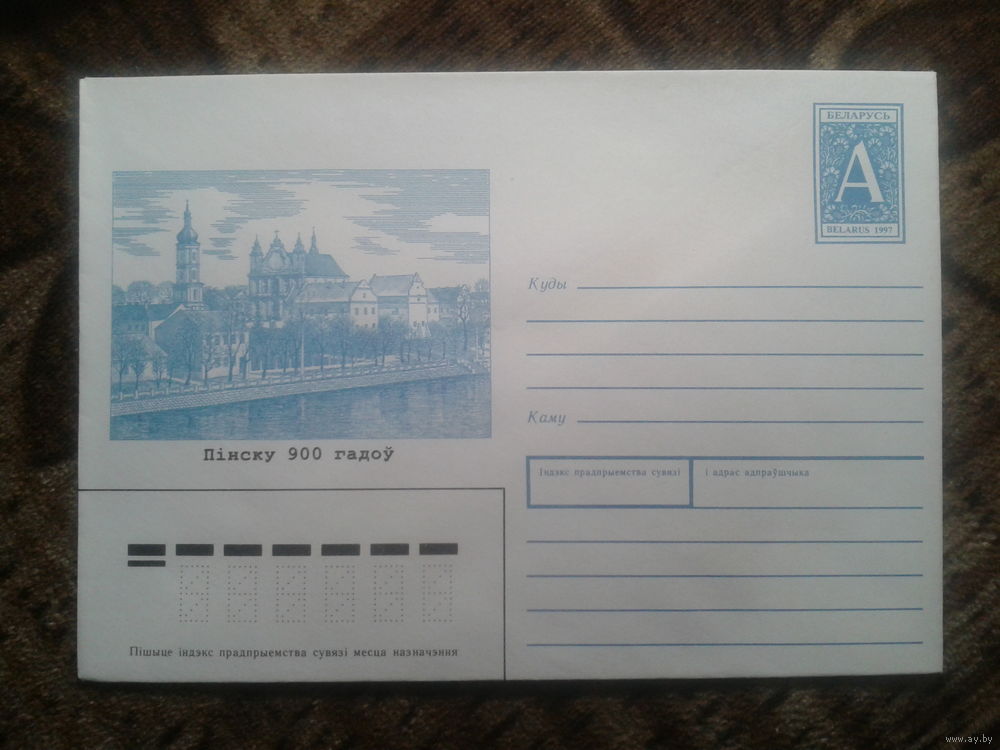 БЕЛАРУСЬ
А
BELARUS 1997
Куды
Каму
Пінску 900 гадоў
Індэкс прадпрыемства сувязі
і адрас адпраўшчыка
Пішыце індэкс прадпрыемства сувязі месца назначэння
www.ay.by